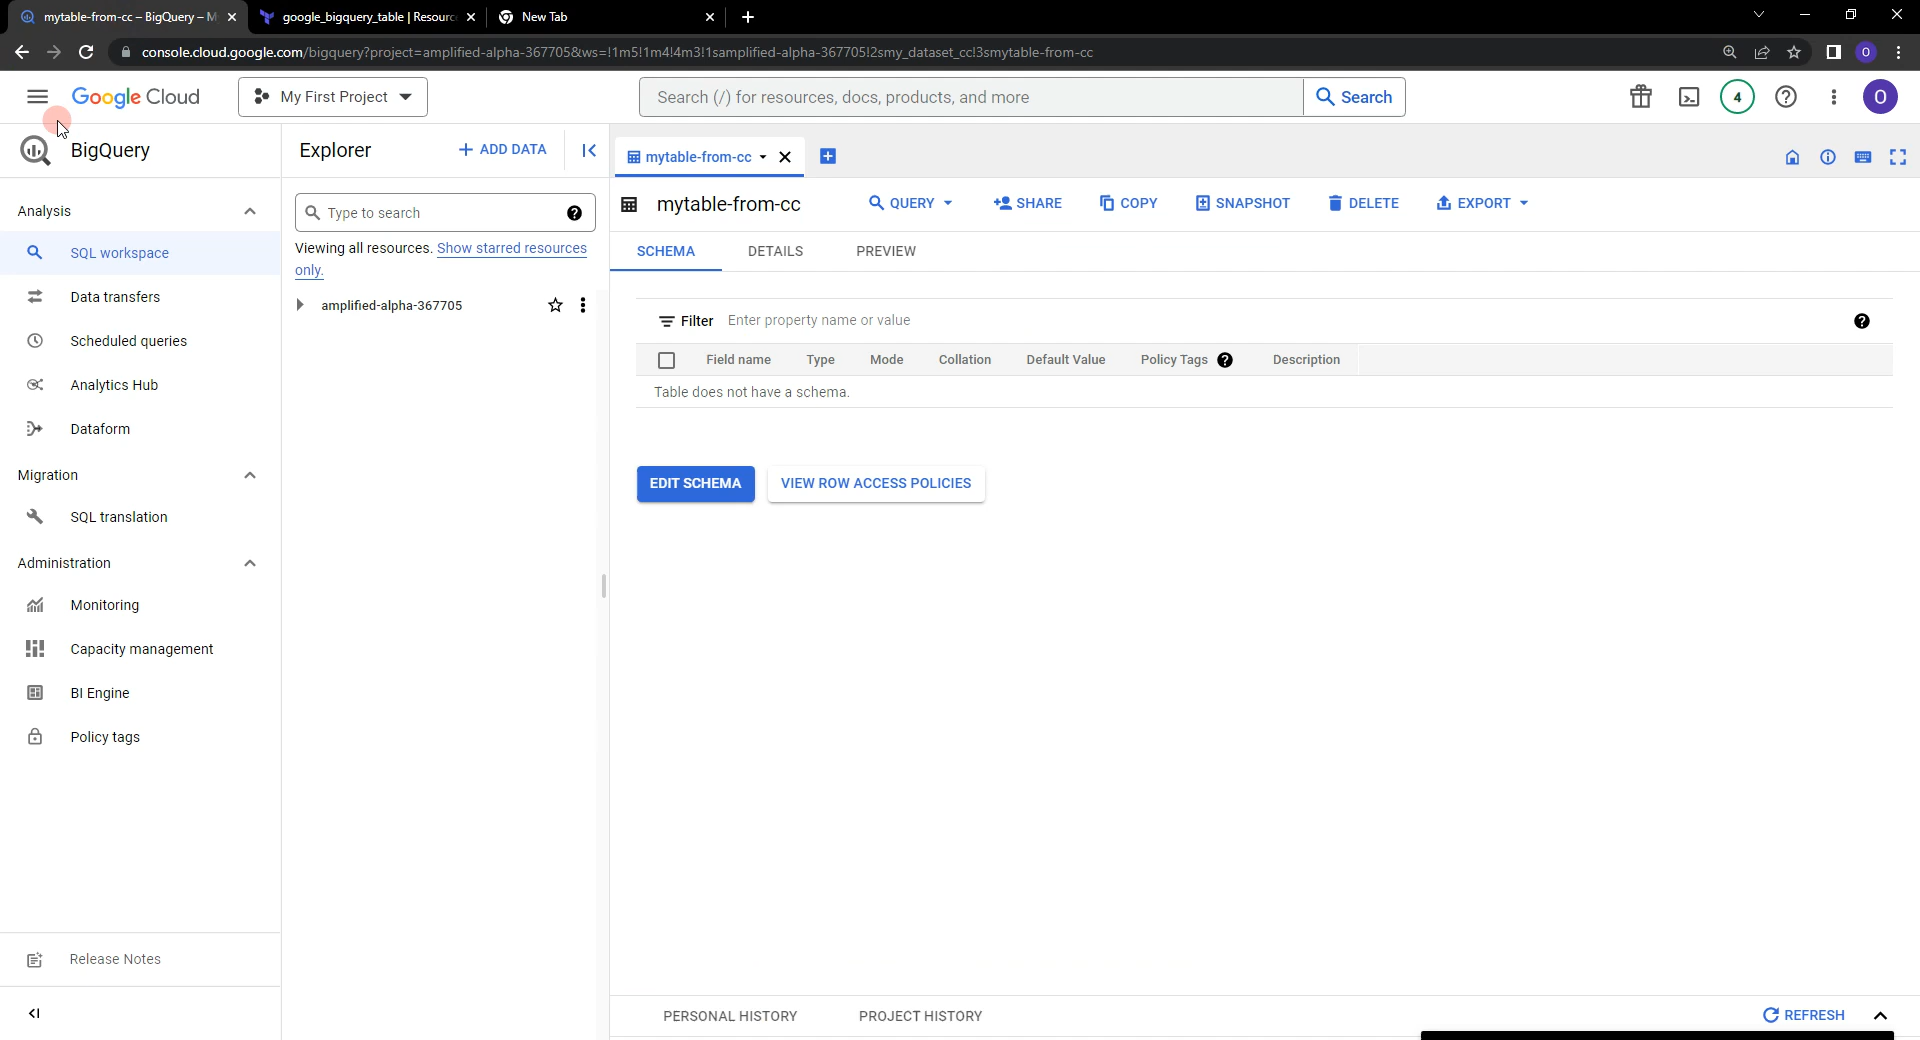 mytable-from-cc – BigQuery – M
google_bigquery_table | Resourc
New Tab
console.cloud.google.com/bigquery?project=amplified-alpha-367705&ws=!1m5!1m4!4m3!1samplified-alpha-367705!2smy_dataset_cc!3smytable-from-cc
O
Google Cloud
My First Project
Search (/) for resources, docs, products, and more
Search
4
O
BigQuery
Analysis
SQL workspace
Data transfers
Scheduled queries
Analytics Hub
Dataform
Migration
SQL translation
Administration
Monitoring
Capacity management
BI Engine
Policy tags
Release Notes
Explorer
+ ADD DATA
Type to search
Viewing all resources. Show starred resources
only.
amplified-alpha-367705
mytable-from-cc
mytable-from-cc
QUERY
SHARE
COPY
SNAPSHOT
DELETE
EXPORT
SCHEMA
DETAILS
PREVIEW
Filter Enter property name or value
Field name
Type
Mode
Collation
Default Value
Policy Tags
Description
Table does not have a schema.
EDIT SCHEMA
VIEW ROW ACCESS POLICIES
PERSONAL HISTORY
PROJECT HISTORY
REFRESH